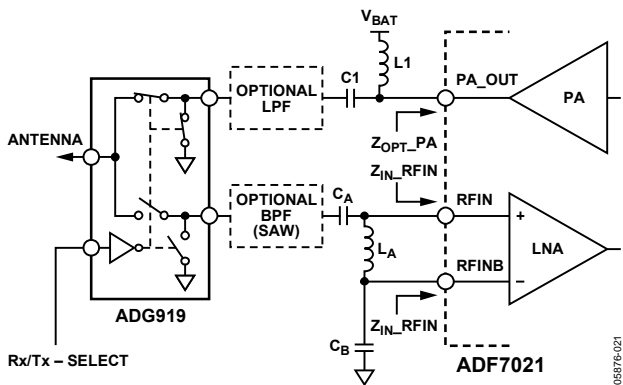 VBAT
L1
C1
PA_OUT
PA
OPTIONAL
LPF
ZOPT_PA
ANTENNA
ZIN_RFIN
CA
RFIN
OPTIONAL
BPF
(SAW)
LA
+
LNA
RFINB
–
ADG919
ZIN_RFIN
CB
Rx/Tx – SELECT
ADF7021
05876-021